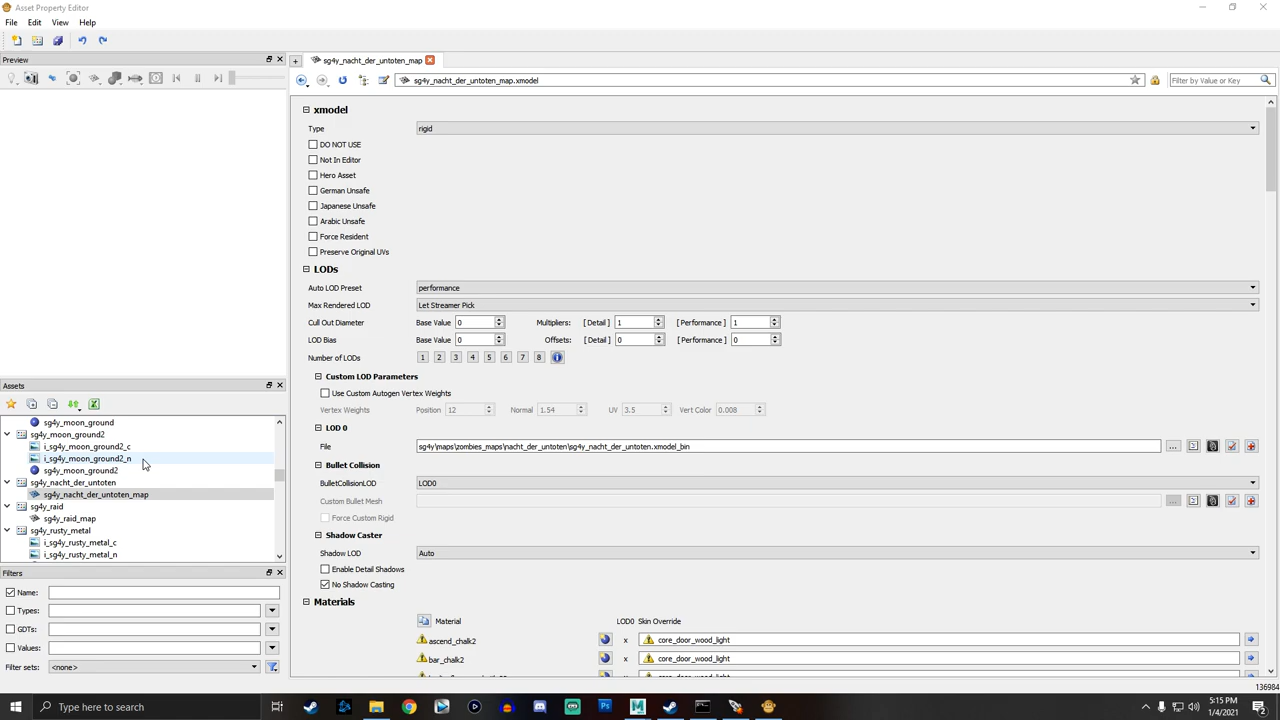 Asset Property Editor
File Edit View Help
Preview
sg4y_nacht_der_untoten_map
sg4y_nacht_der_untoten_map.xmodel
Filter by Value or Key
xmodel
Type rigid
DO NOT USE
Not In Editor
Hero Asset
German Unsafe
Japanese Unsafe
Arabic Unsafe
Force Resident
Preserve Original UVs
LODs
Auto LOD Preset performance
Max Rendered LOD Let Streamer Pick
Cull Out Diameter Base Value 0 Multipliers: [ Detail ] 1 [ Performance ] 1
LOD Bias Base Value 0 Offsets: [ Detail ] 0 [ Performance ] 0
Number of LODs 1 2 3 4 5 6 7 8
Custom LOD Parameters
Use Custom Autogen Vertex Weights
Vertex Weights Position 12 Normal 1.54 UV 3.5 Vert Color 0.008
LOD 0
File sg4y\maps\zombies_maps\nacht_der_untoten\sg4y_nacht_der_untoten.xmodel_bin ...
Bullet Collision
BulletCollisionLOD LOD0
Custom Bullet Mesh ...
Force Custom Rigid
Shadow Caster
Shadow LOD Auto
Enable Detail Shadows
No Shadow Casting
Materials
Material LOD0 Skin Override
ascend_chalk2 x core_door_wood_light
bar_chalk2 x core_door_wood_light
Assets
sg4y_moon_ground
sg4y_moon_ground2
i_sg4y_moon_ground2_c
i_sg4y_moon_ground2_n
sg4y_moon_ground2
sg4y_nacht_der_untoten
sg4y_nacht_der_untoten_map
sg4y_raid
sg4y_raid_map
sg4y_rusty_metal
i_sg4y_rusty_metal_c
i_sg4y_rusty_metal_n
Filters
Name:
Types:
GDTs:
Values:
Filter sets: <none>
136984
Type here to search
5:15 PM
1/4/2021
2